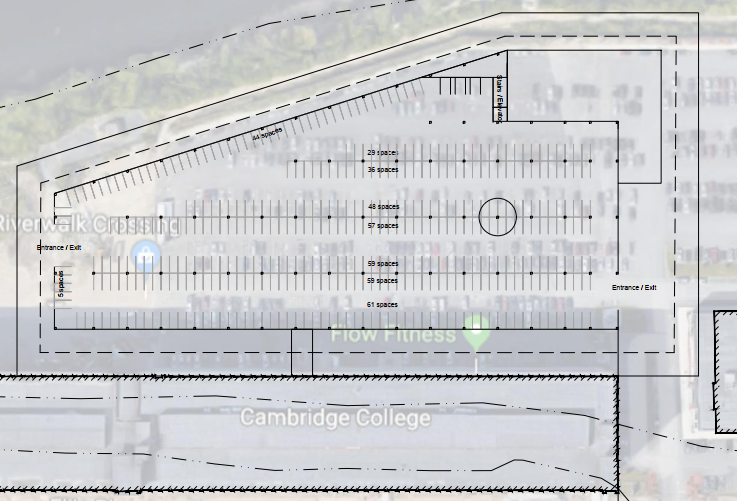 Stairs / Elevator
44 spaces
29 spaces
36 spaces
48 spaces
57 spaces
Riverwalk Crossing
Entrance / Exit
59 spaces
59 spaces
5 spaces
Entrance / Exit
61 spaces
Flow Fitness
Cambridge College